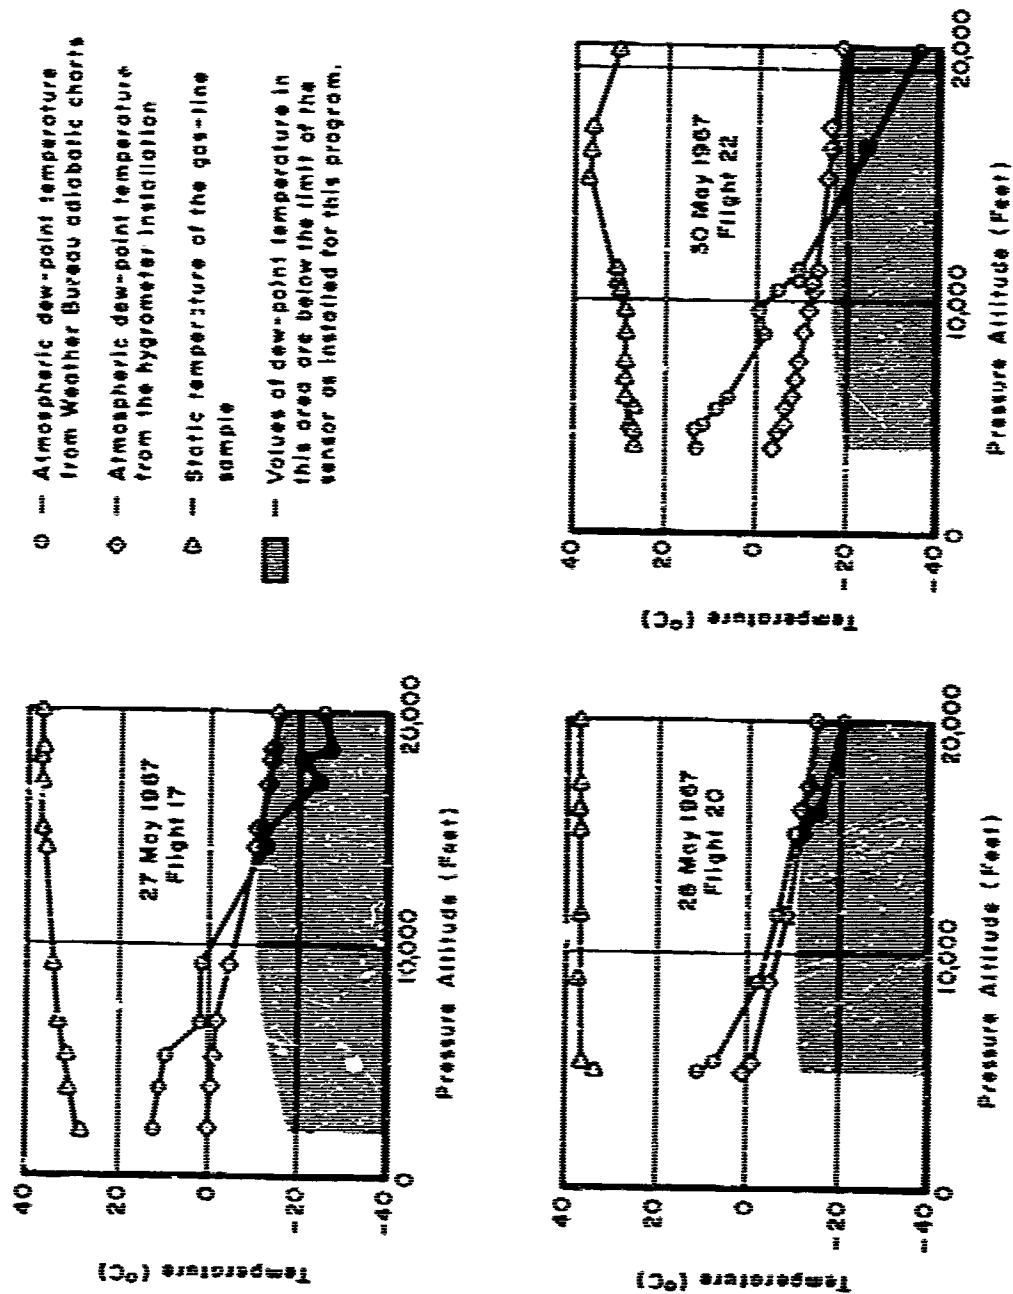 — Atmospheric dew-point temperature
from Weather Bureau adiabatic charts
— Atmospheric dew-point temperature
from the hygrometer installation
— Static temperature of the gas-line
sample
— Values of dew-point temperature in
this area are below the limit of the
sensor as installed for this program.
27 May 1967
Flight 17
40
20
0
-20
-40
Temperature (°C)
0
10,000
20,000
Pressure Altitude (Feet)
28 May 1967
Flight 20
40
20
0
-20
-40
Temperature (°C)
0
10,000
20,000
Pressure Altitude (Feet)
30 May 1967
Flight 22
40
20
0
-20
-40
Temperature (°C)
0
10,000
20,000
Pressure Altitude (Feet)